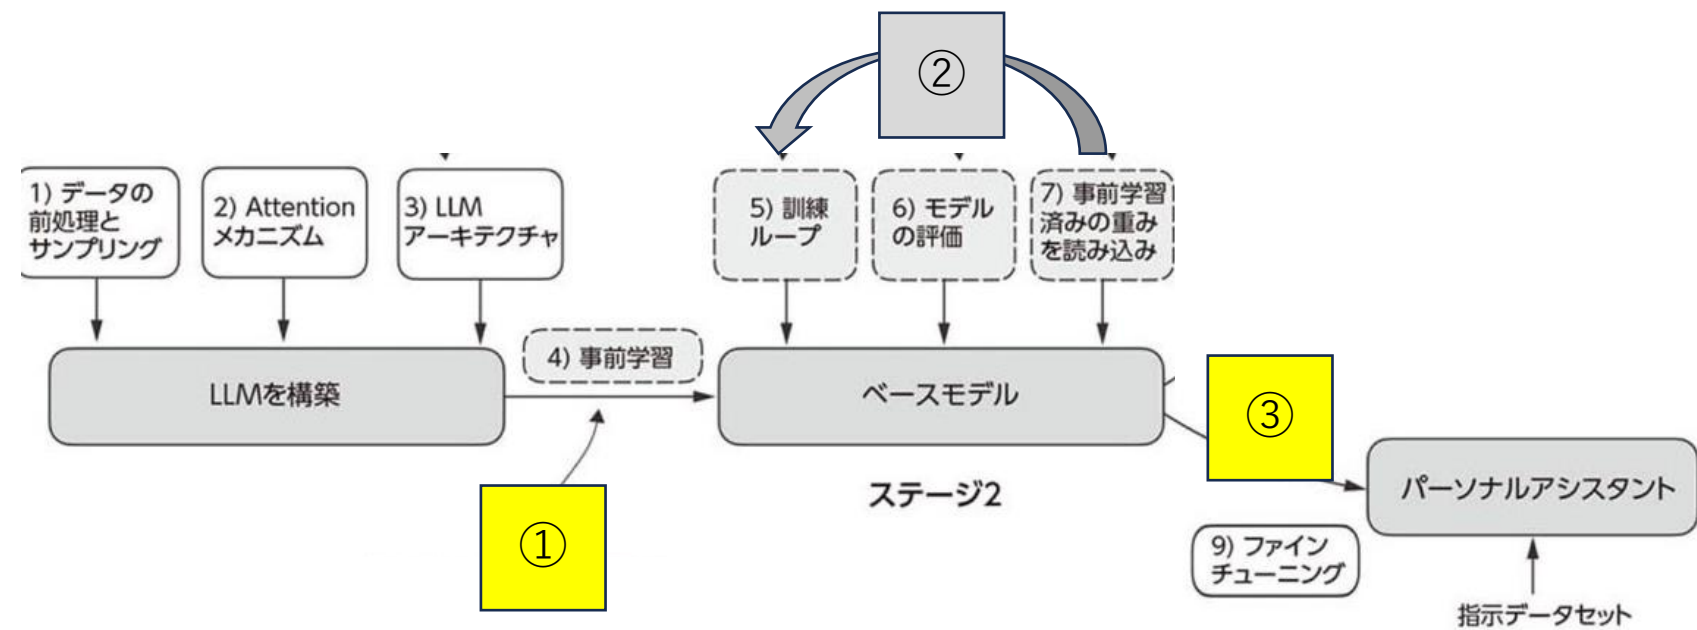 ②
1) データの
前処理と
サンプリング
2) Attention
メカニズム
3) LLM
アーキテクチャ
5) 訓練
ループ
6) モデル
の評価
7) 事前学習
済みの重み
を読み込み
4) 事前学習
LLMを構築
ベースモデル
③
ステージ2
パーソナルアシスタント
①
9) ファイン
チューニング
指示データセット